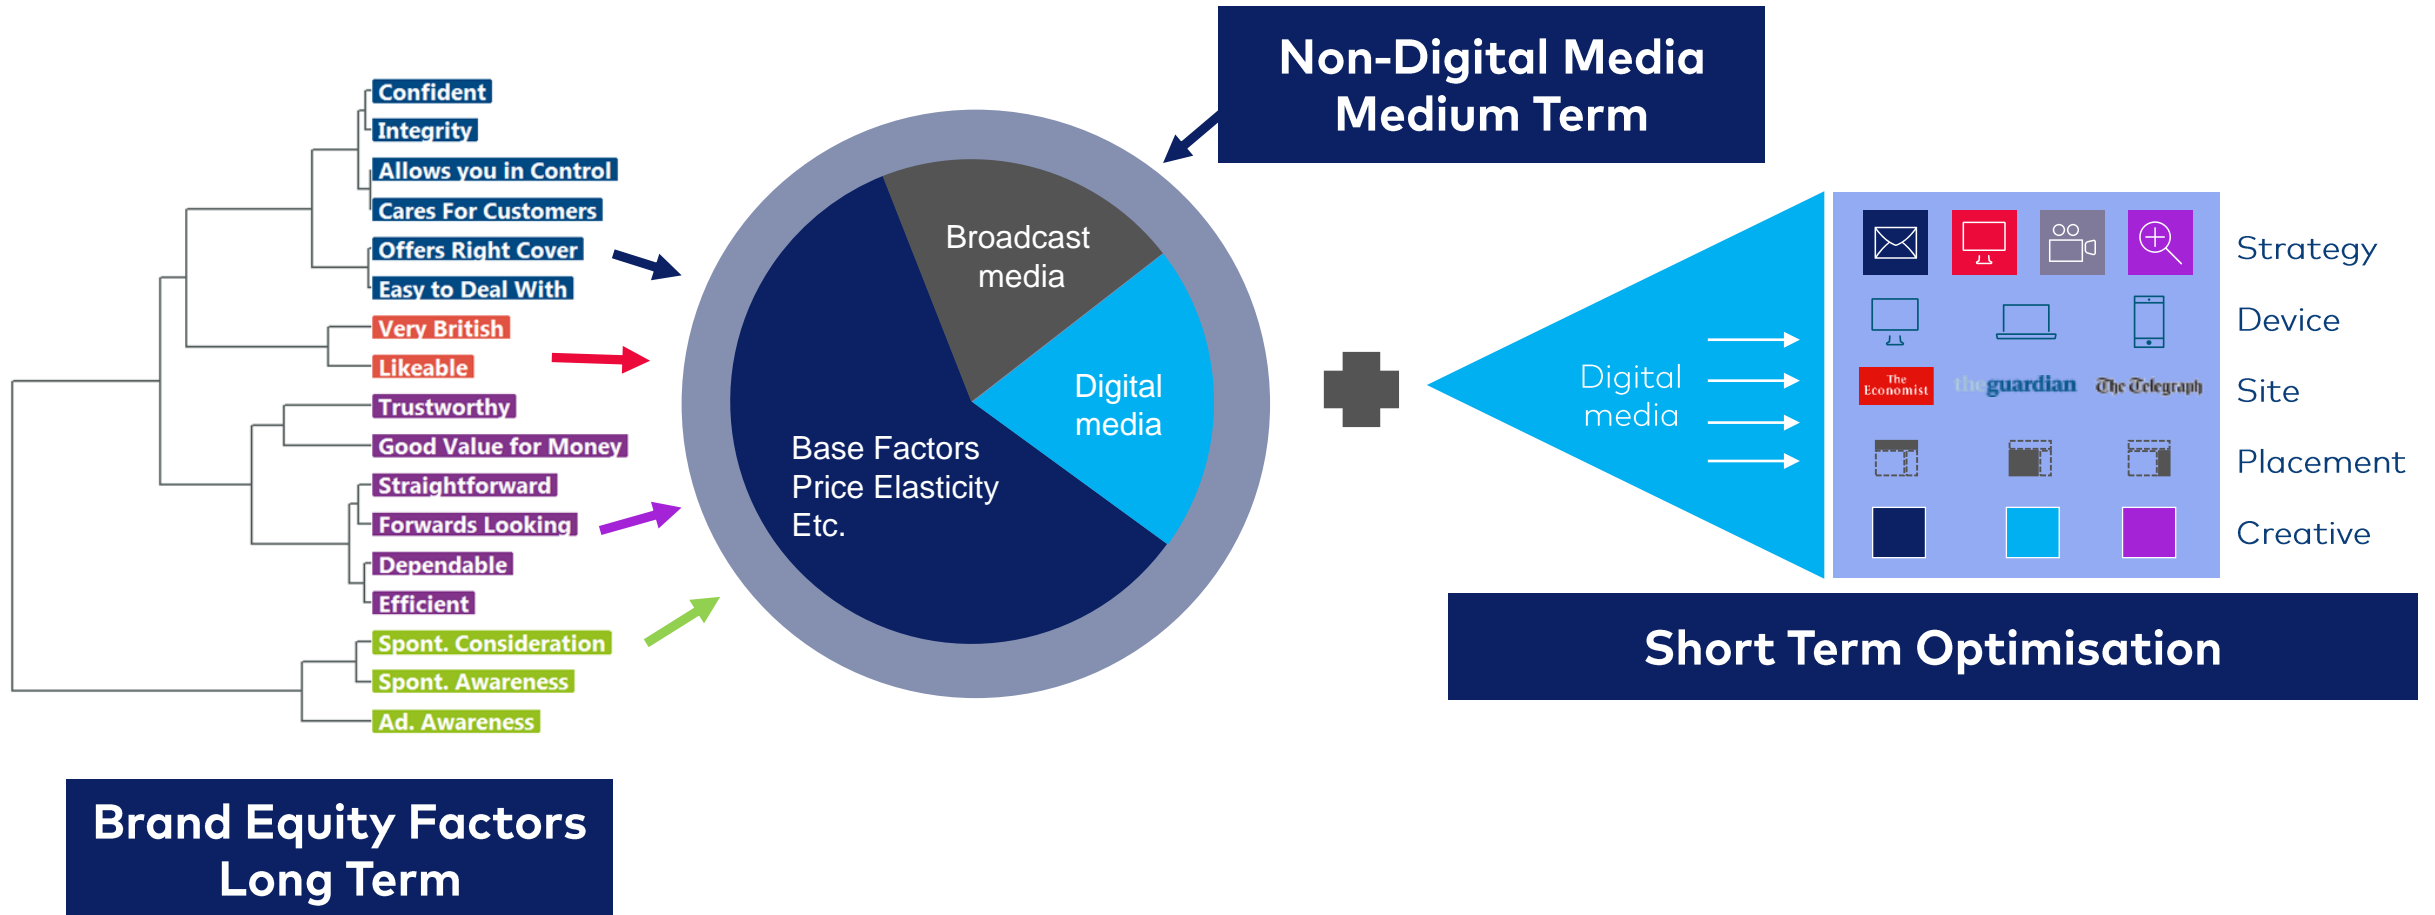 Confident
Integrity
Allows you in Control
Cares For Customers
Offers Right Cover
Easy to Deal With
Very British
Likeable
Trustworthy
Good Value for Money
Straightforward
Forwards Looking
Dependable
Efficient
Spont. Consideration
Spont. Awareness
Ad. Awareness
Brand Equity Factors
Long Term
Non-Digital Media
Medium Term
Broadcast
media
Digital
media
Base Factors
Price Elasticity
Etc.
Digital
media
The
Economist
theguardian
The Telegraph
Strategy
Device
Site
Placement
Creative
Short Term Optimisation